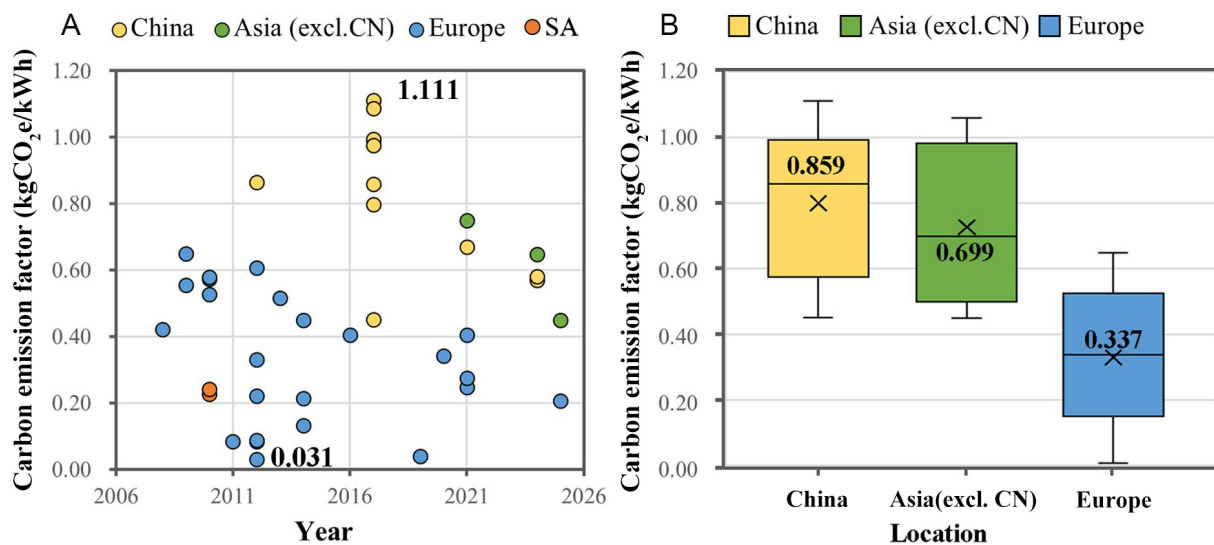 A
China Asia (excl.CN) Europe SA
Carbon emission factor (kgCO₂e/kWh)
1.20
1.00
0.80
0.60
0.40
0.20
0.00
1.111
0.031
2006 2011 2016 2021 2026
Year
B
China Asia (excl.CN) Europe
Carbon emission factor (kgCO₂e/kWh)
1.20
1.00
0.80
0.60
0.40
0.20
0.00
0.859
0.699
0.337
China Asia(excl. CN) Europe
Location